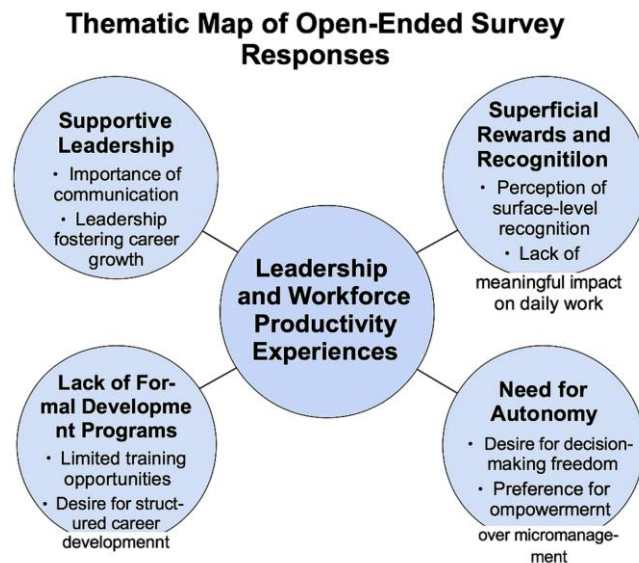 Thematic Map of Open-Ended Survey
Responses
Supportive
Leadership
• Importance of
communication
• Leadership
fostering career
growth
Superficial
Rewards and
Recognitilon
• Perception of
surface-level
recognition
• Lack of
meaningful impact
on daily work
Leadership
and Workforce
Productivity
Experiences
Lack of For-
mal Developme
nt Programs
• Limited training
opportunities
• Desire for struct-
ured career
developmennt
Need for
Autonomy
• Desire for decision-
making freedom
• Preference for
ompowermernt
over micromanage-
ment